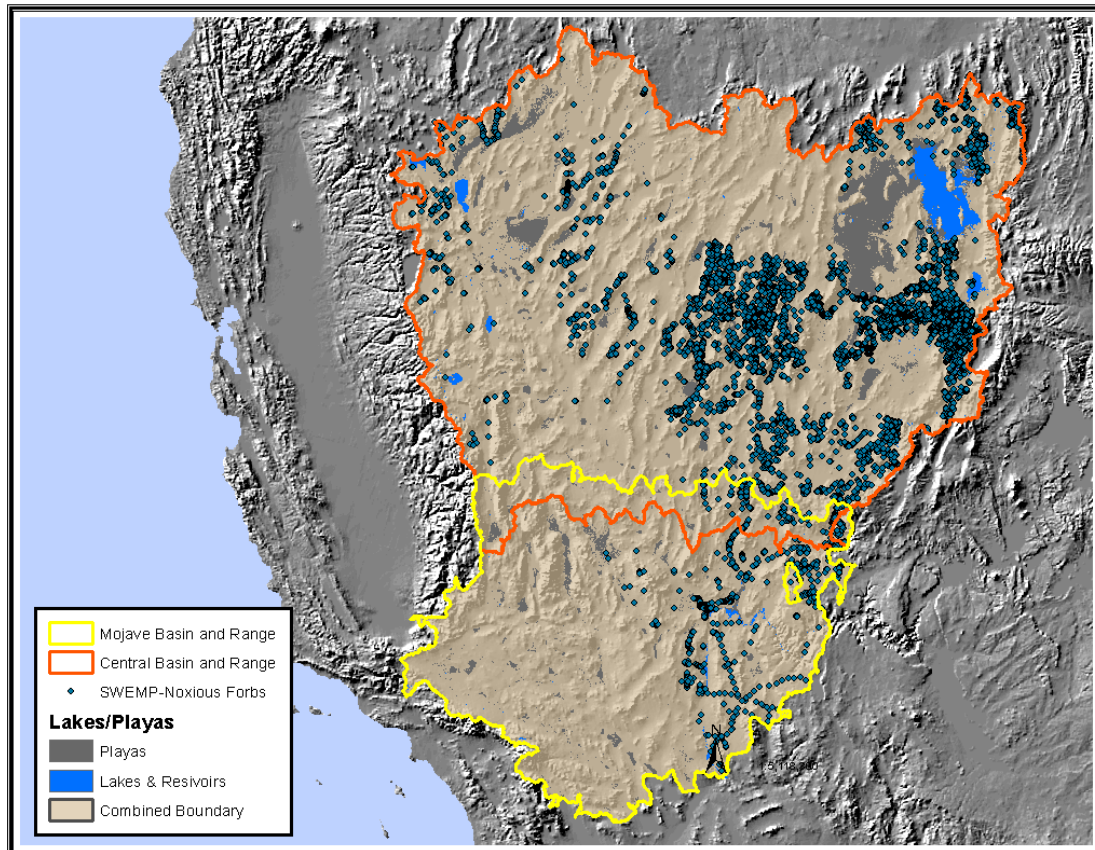 Mojave Basin and Range
Central Basin and Range
SWEMP-Noxious Forbs
Lakes/Playas
Playas
Lakes & Resivoirs
Combined Boundary
N